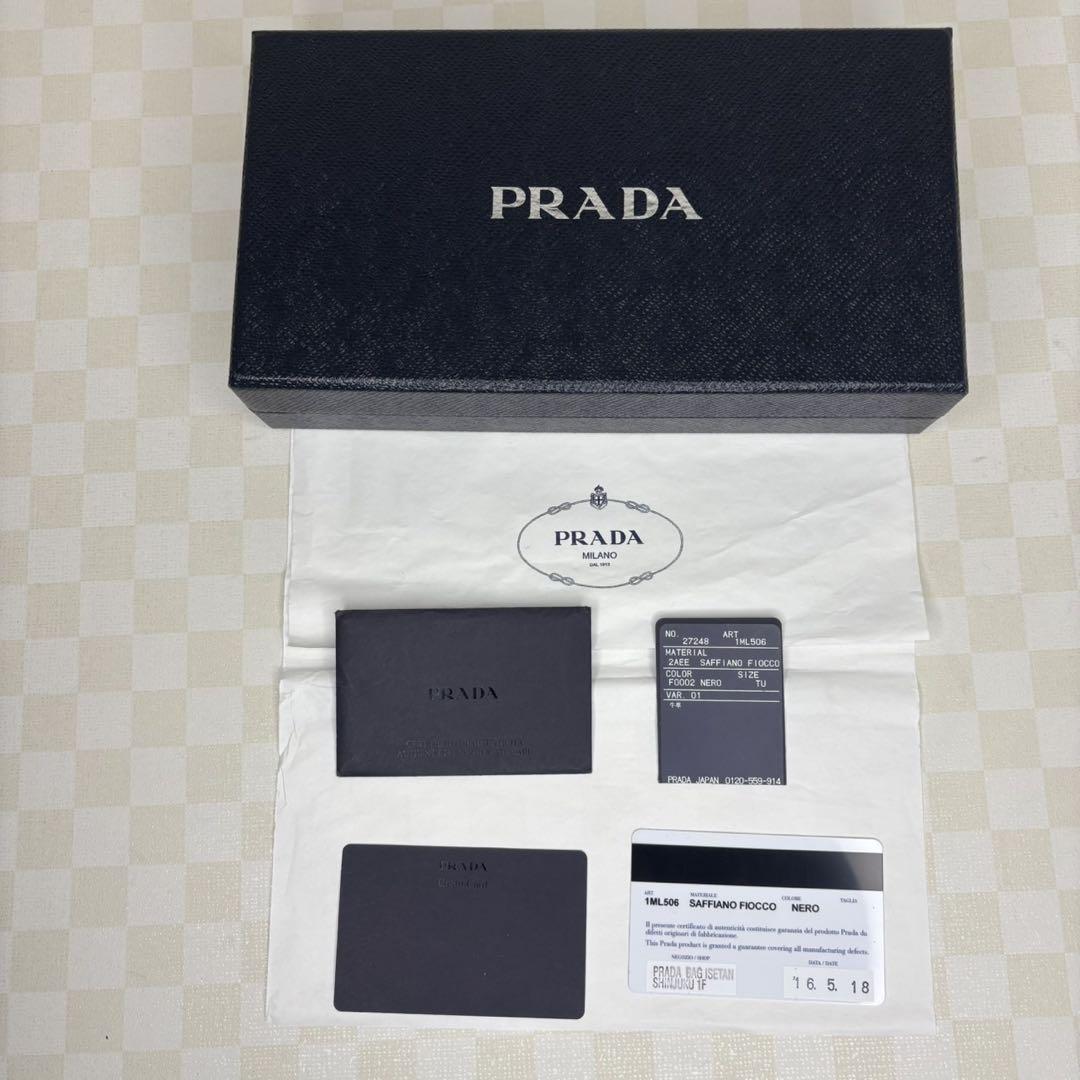 PRADA
PRADA
MILANO
DAL 1913
PRADA
NO. ART
27248 1ML506
MATERIAL
2AEE SAFFIANO FIOCCO
COLOR SIZE
F0002 NERO TU
VAR. 01
牛革
PRADA JAPAN 0120-559-914
PRADA
ART. MATERIALE COLORE TAGLIA
1ML506 SAFFIANO FIOCCO NERO
Il presente certificato di autenticità costituisce garanzia del prodotto Prada da
difetti originari di fabbricazione.
This Prada product is granted a guarantee covering all manufacturing defects.
NEGOZIO / SHOP DATA / DATE
PRADA BAG ISETAN
SHINJUKU 1F
'16. 5. 18